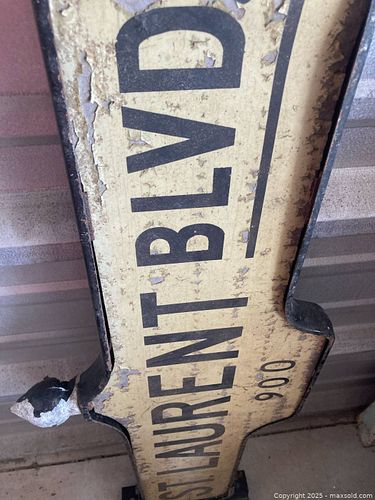 ST LAURENT BLVD.
900
Copyright 2025 - maxsold.com